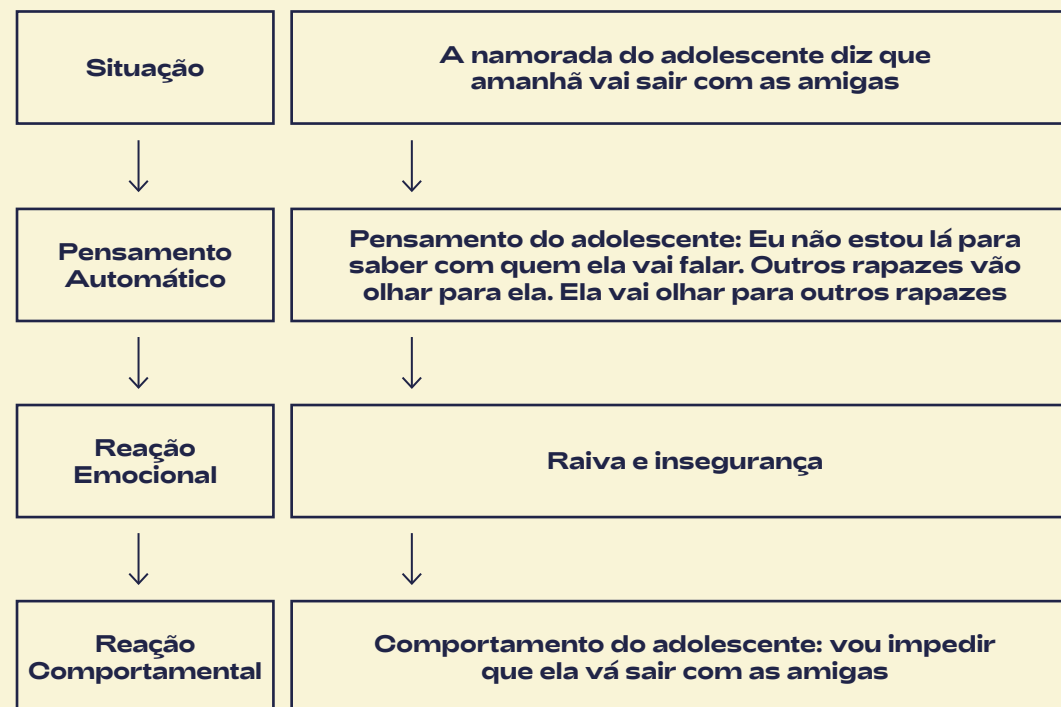 Situação
A namorada do adolescente diz que
amanhã vai sair com as amigas
Pensamento
Automático
Pensamento do adolescente: Eu não estou lá para
saber com quem ela vai falar. Outros rapazes vão
olhar para ela. Ela vai olhar para outros rapazes
Reação
Emocional
Raiva e insegurança
Reação
Comportamental
Comportamento do adolescente: vou impedir
que ela vá sair com as amigas